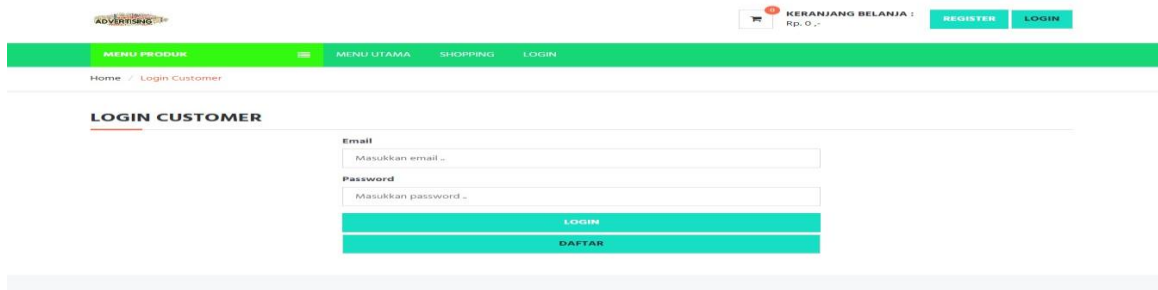 ADVERTISING
0
KERANJANG BELANJA :
Rp. 0 ,-
REGISTER
LOGIN
MENU PRODUK
MENU UTAMA
SHOPPING
LOGIN
Home / Login Customer
LOGIN CUSTOMER
Email
Masukkan email ..
Password
Masukkan password ..
LOGIN
DAFTAR